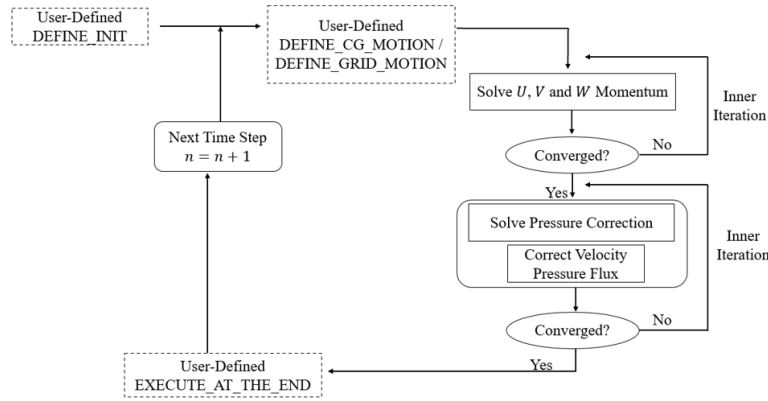 User-Defined
DEFINE_INIT
User-Defined
DEFINE_CG_MOTION /
DEFINE_GRID_MOTION
Solve U, V and W Momentum
Inner
Iteration
Converged?
No
Yes
Next Time Step
n = n + 1
Solve Pressure Correction
Correct Velocity
Pressure Flux
Inner
Iteration
Converged?
No
Yes
User-Defined
EXECUTE_AT_THE_END